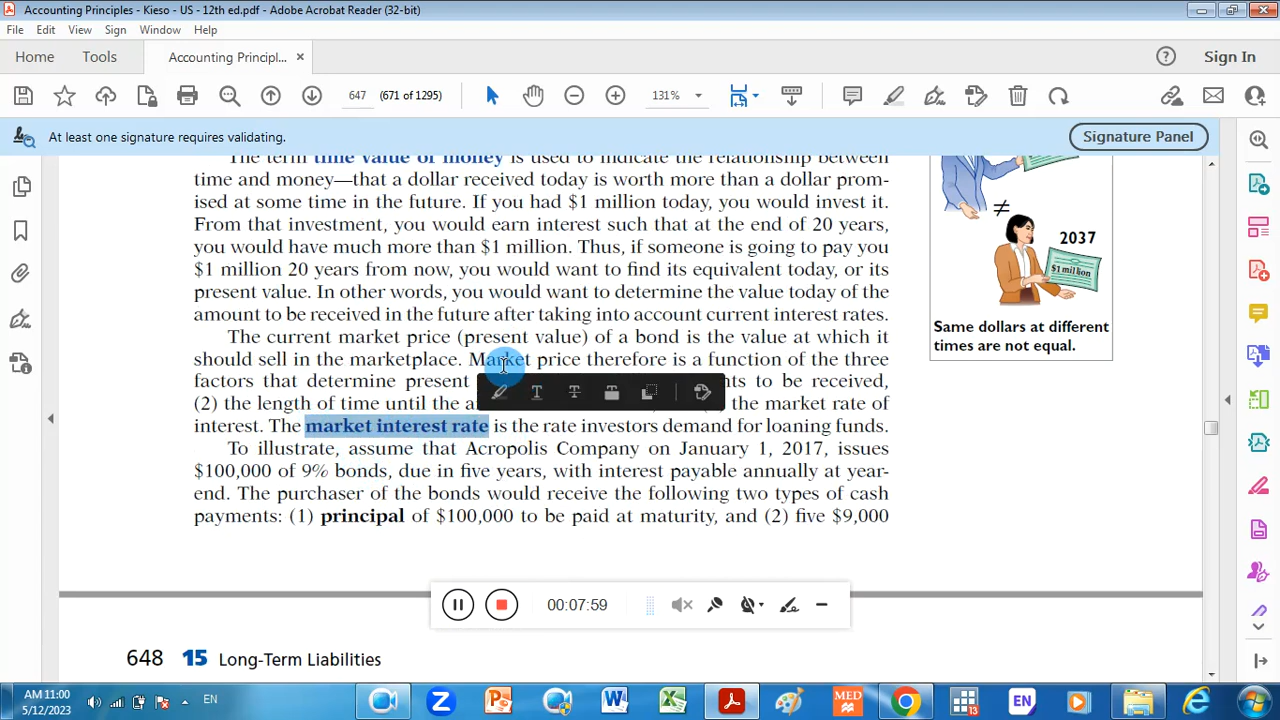 Accounting Principles - Kieso - US - 12th ed.pdf - Adobe Acrobat Reader (32-bit)
File Edit View Sign Window Help
Home Tools Accounting Principl... × Sign In
647 (671 of 1295) 131%
At least one signature requires validating. Signature Panel
The term time value of money is used to indicate the relationship between
time and money—that a dollar received today is worth more than a dollar prom-
ised at some time in the future. If you had $1 million today, you would invest it.
From that investment, you would earn interest such that at the end of 20 years,
you would have much more than $1 million. Thus, if someone is going to pay you
$1 million 20 years from now, you would want to find its equivalent today, or its
present value. In other words, you would want to determine the value today of the
amount to be received in the future after taking into account current interest rates.
The current market price (present value) of a bond is the value at which it
should sell in the marketplace. Market price therefore is a function of the three
factors that determine present nts to be received,
(2) the length of time until the a the market rate of
interest. The market interest rate is the rate investors demand for loaning funds.
To illustrate, assume that Acropolis Company on January 1, 2017, issues
$100,000 of 9% bonds, due in five years, with interest payable annually at year-
end. The purchaser of the bonds would receive the following two types of cash
payments: (1) principal of $100,000 to be paid at maturity, and (2) five $9,000
≠
2037
$1 million
Same dollars at different
times are not equal.
00:07:59
648 15 Long-Term Liabilities
AM 11:00
5/12/2023
EN
MED
13
EN